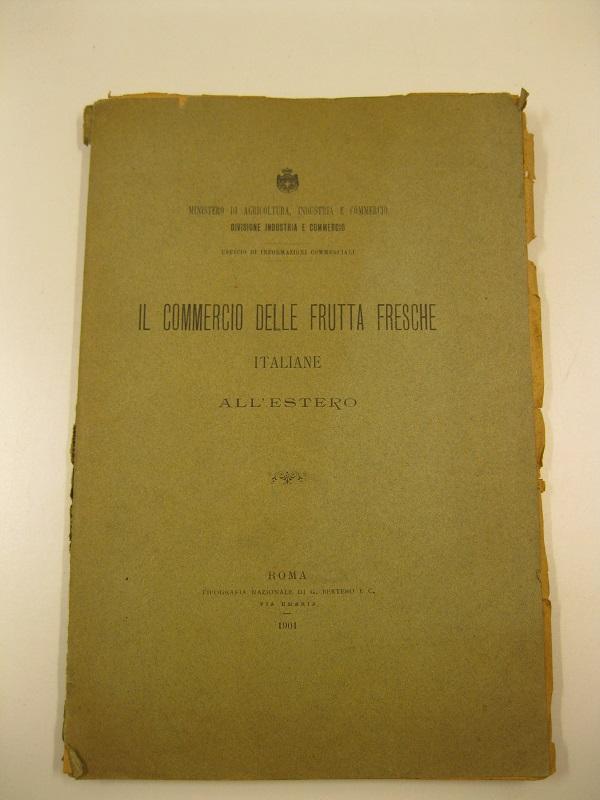 MINISTERO DI AGRICOLTURA, INDUSTRIA E COMMERCIO
DIVISIONE INDUSTRIA E COMMERCIO
UFFICIO DI INFORMAZIONI COMMERCIALI
IL COMMERCIO DELLE FRUTTA FRESCHE
ITALIANE
ALL'ESTERO
ROMA
TIPOGRAFIA NAZIONALE DI G. BERTERO E C.
VIA UMBRIA
1901